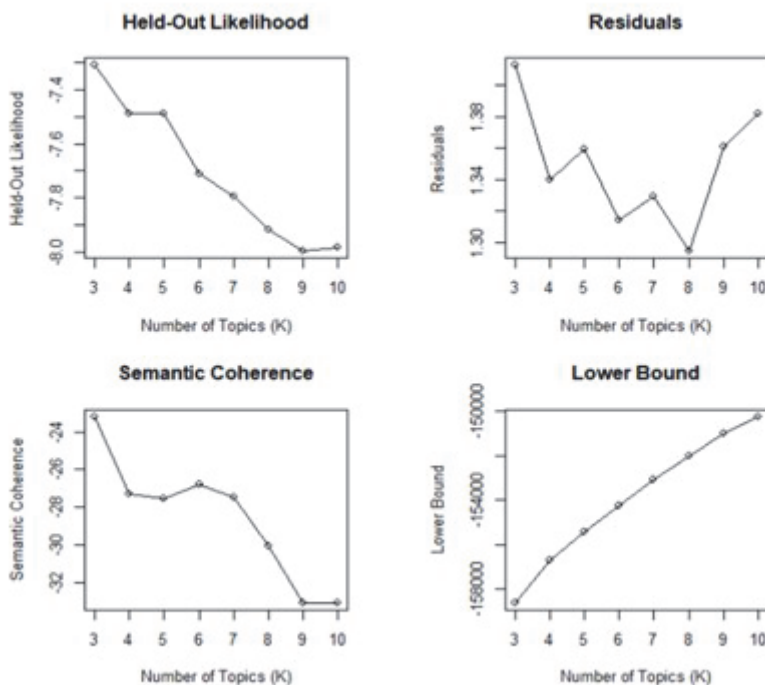 Held-Out Likelihood
Held-Out Likelihood
-7.4
-7.6
-7.8
-8.0
3 4 5 6 7 8 9 10
Number of Topics (K)
Residuals
Residuals
1.38
1.34
1.30
3 4 5 6 7 8 9 10
Number of Topics (K)
Semantic Coherence
Semantic Coherence
-24
-26
-28
-30
-32
3 4 5 6 7 8 9 10
Number of Topics (K)
Lower Bound
Lower Bound
-150000
-154000
-158000
3 4 5 6 7 8 9 10
Number of Topics (K)